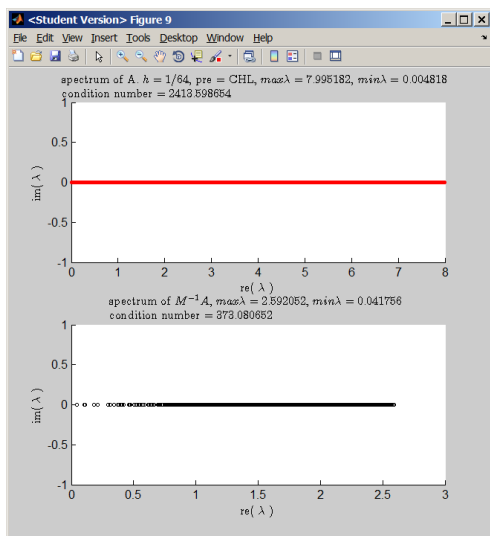 <Student Version> Figure 9
File Edit View Insert Tools Desktop Window Help
spectrum of A. h = 1/64, pre = CHL, maxλ = 7.995182, minλ = 0.004818
condition number = 2413.598654
1
0.5
0
-0.5
-1
im( λ )
0 1 2 3 4 5 6 7 8
re( λ )
spectrum of M⁻¹A, maxλ = 2.592052, minλ = 0.041756
condition number = 373.080652
1
0.5
0
-0.5
-1
im( λ )
0 0.5 1 1.5 2 2.5 3
re( λ )